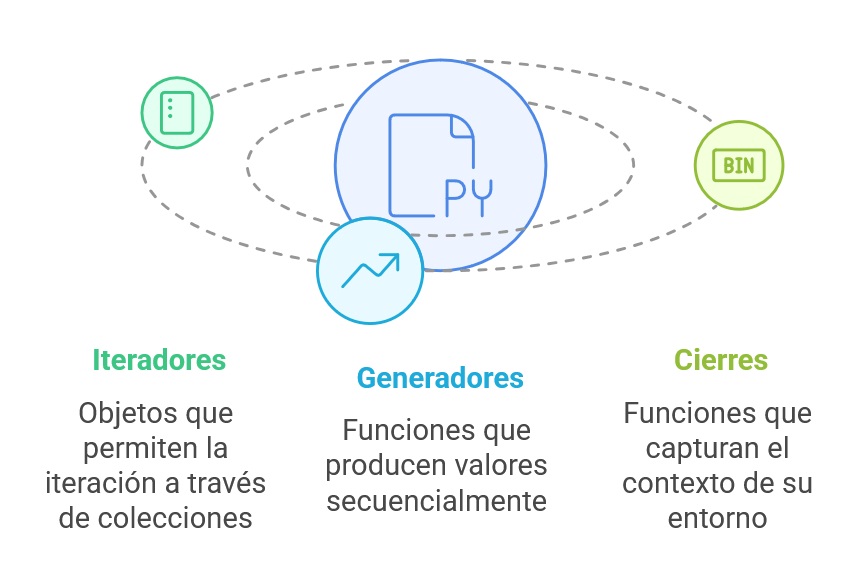 PY
BIN
Iteradores
Objetos que
permiten la
iteración a través
de colecciones
Generadores
Funciones que
producen valores
secuencialmente
Cierres
Funciones que
capturan el
contexto de su
entorno